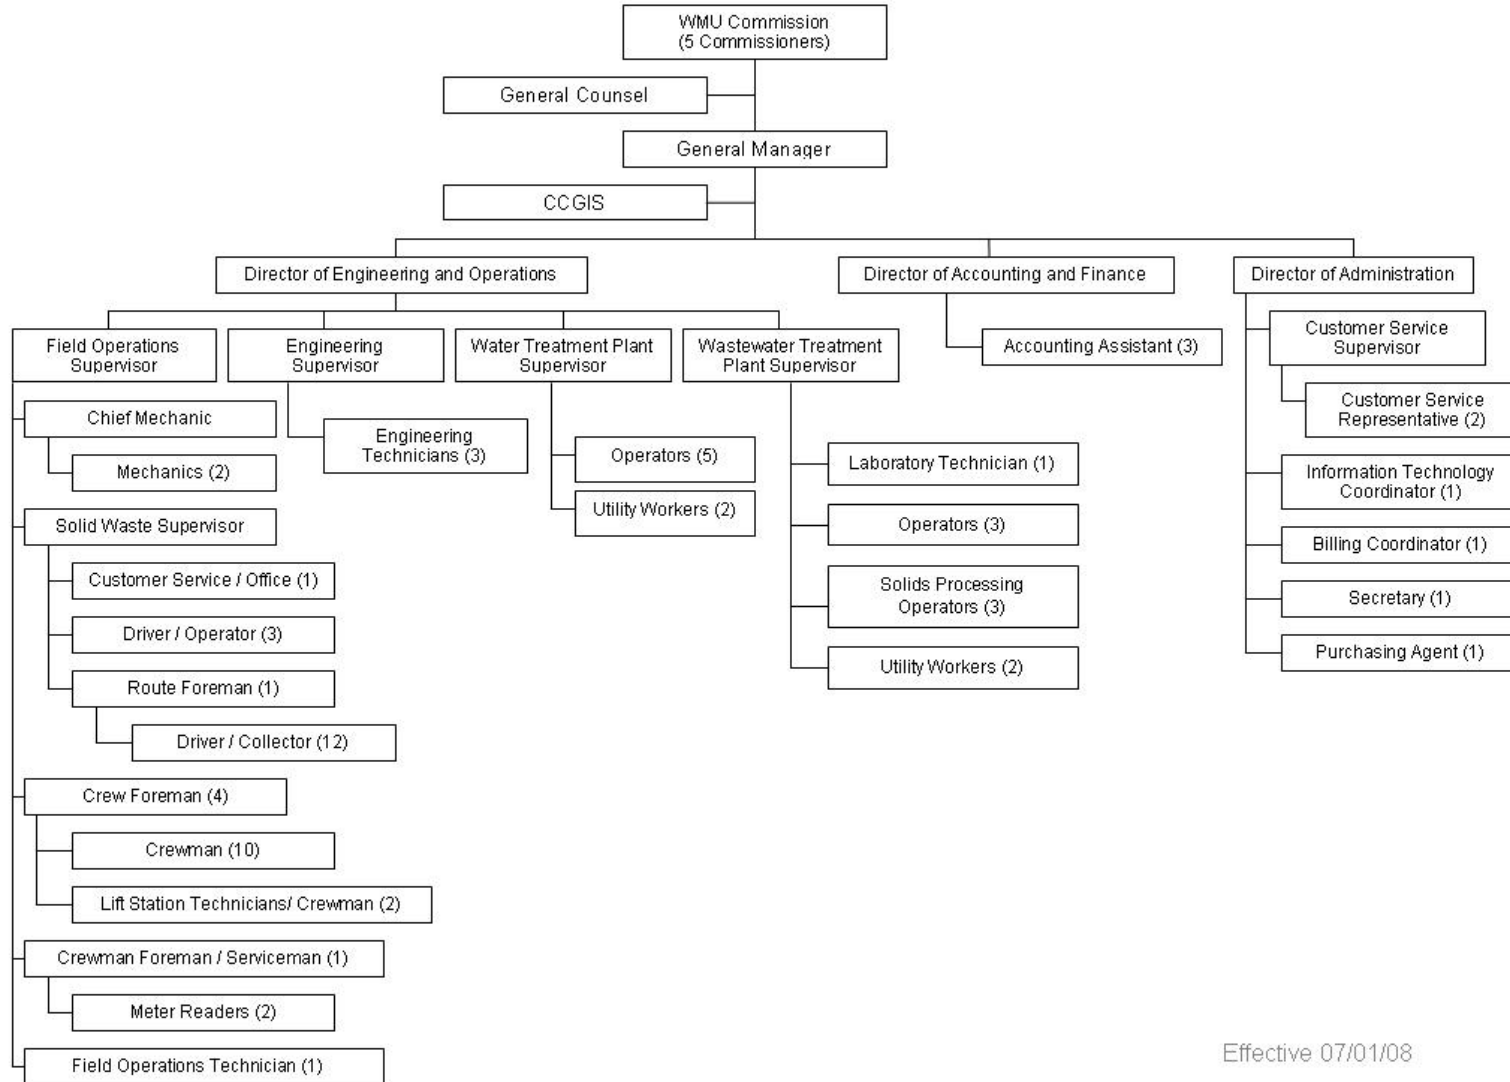 WMU Commission
(5 Commissioners)
General Counsel
General Manager
CCGIS
Director of Engineering and Operations
Director of Accounting and Finance
Director of Administration
Field Operations
Supervisor
Engineering
Supervisor
Water Treatment Plant
Supervisor
Wastewater Treatment
Plant Supervisor
Accounting Assistant (3)
Customer Service
Supervisor
Chief Mechanic
Mechanics (2)
Engineering
Technicians (3)
Operators (5)
Utility Workers (2)
Laboratory Technician (1)
Operators (3)
Solids Processing
Operators (3)
Utility Workers (2)
Customer Service
Representative (2)
Information Technology
Coordinator (1)
Billing Coordinator (1)
Secretary (1)
Purchasing Agent (1)
Solid Waste Supervisor
Customer Service / Office (1)
Driver / Operator (3)
Route Foreman (1)
Driver / Collector (12)
Crew Foreman (4)
Crewman (10)
Lift Station Technicians/ Crewman (2)
Crewman Foreman / Serviceman (1)
Meter Readers (2)
Field Operations Technician (1)
Effective 07/01/08